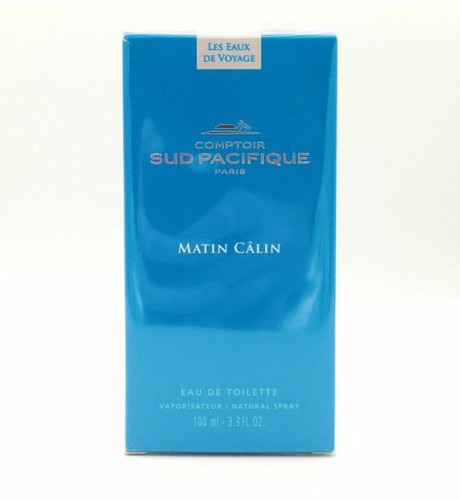 LES EAUX
DE VOYAGE
COMPTOIR
SUD PACIFIQUE
PARIS
MATIN CÂLIN
EAU DE TOILETTE
VAPORISATEUR / NATURAL SPRAY
100 ml - 3.3 FL.OZ.